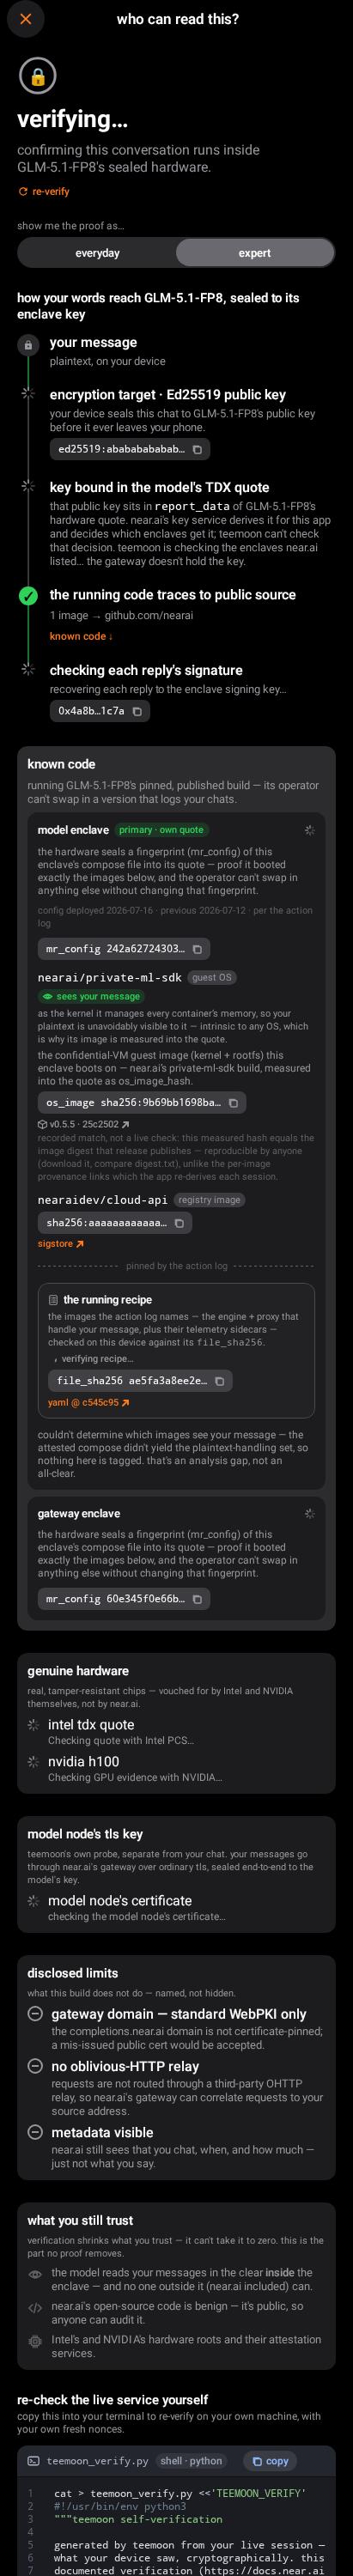 who can read this?
verifying…
confirming this conversation runs inside
GLM-5.1-FP8's sealed hardware.
re-verify
show me the proof as…
everyday
expert
how your words reach GLM-5.1-FP8, sealed to its
enclave key
your message
plaintext, on your device
encryption target · Ed25519 public key
your device seals this chat to GLM-5.1-FP8's public key
before it ever leaves your phone.
ed25519:ababababab…
key bound in the model's TDX quote
that public key sits in report_data of GLM-5.1-FP8's
hardware quote. near.ai's key service derives it for this app
and decides which enclaves get it; teemoon can't check
that decision. teemoon is checking the enclaves near.ai
listed… the gateway doesn't hold the key.
the running code traces to public source
1 image → github.com/nearai
known code ↓
checking each reply's signature
recovering each reply to the enclave signing key…
0x4a8b…1c7a
known code
running GLM-5.1-FP8's pinned, published build — its operator
can't swap in a version that logs your chats.
model enclave
primary · own quote
the hardware seals a fingerprint (mr_config) of this
enclave's compose file into its quote — proof it booted
exactly the images below, and the operator can't swap in
anything else without changing that fingerprint.
config deployed 2026-07-16 · previous 2026-07-12 · per the action
log
mr_config 242a62724303…
nearai/private-ml-sdk
guest OS
sees your message
as the kernel it manages every container's memory, so your
plaintext is unavoidably visible to it — intrinsic to any OS, which
is why its image is measured into the quote.
the confidential-VM guest image (kernel + rootfs) this
enclave boots on — near.ai's private-ml-sdk build, measured
into the quote as os_image_hash.
os_image sha256:9b69bb1698ba…
v0.5.5 · 25c2502 ↗
recorded match, not a live check: this measured hash equals the
image digest that release publishes — reproducible by anyone
(download it, compare digest.txt), unlike the per-image
provenance links which the app re-derives each session.
nearaidev/cloud-api
registry image
sha256:aaaaaaaaaaaa…
sigstore ↗
pinned by the action log
the running recipe
the images the action log names — the engine + proxy that
handle your message, plus their telemetry sidecars —
checked on this device against its file_sha256.
verifying recipe…
file_sha256 ae5fa3a8ee2e…
yaml @ c545c95 ↗
couldn't determine which images see your message — the
attested compose didn't yield the plaintext-handling set, so
nothing here is tagged. that's an analysis gap, not an
all-clear.
gateway enclave
the hardware seals a fingerprint (mr_config) of this
enclave's compose file into its quote — proof it booted
exactly the images below, and the operator can't swap in
anything else without changing that fingerprint.
mr_config 60e345f0e66b…
genuine hardware
real, tamper-resistant chips — vouched for by Intel and NVIDIA
themselves, not by near.ai.
intel tdx quote
Checking quote with Intel PCS…
nvidia h100
Checking GPU evidence with NVIDIA…
model node's tls key
teemoon's own probe, separate from your chat. your messages go
through near.ai's gateway over ordinary tls, sealed end-to-end to the
model's key.
model node's certificate
checking the model node's certificate…
disclosed limits
what this build does not do — named, not hidden.
gateway domain — standard WebPKI only
the completions.near.ai domain is not certificate-pinned;
a mis-issued public cert would be accepted.
no oblivious-HTTP relay
requests are not routed through a third-party OHTTP
relay, so near.ai's gateway can correlate requests to your
source address.
metadata visible
near.ai still sees that you chat, when, and how much —
just not what you say.
what you still trust
verification shrinks what you trust — it can't take it to zero. this is the
part no proof removes.
the model reads your messages in the clear inside the
enclave — and no one outside it (near.ai included) can.
near.ai's open-source code is benign — it's public, so
anyone can audit it.
Intel's and NVIDIA's hardware roots and their attestation
services.
re-check the live service yourself
copy this into your terminal to re-verify on your own machine, with
your own fresh nonces.
teemoon_verify.py
shell · python
copy
1 cat > teemoon_verify.py <<'TEEMOON_VERIFY'
2 #!/usr/bin/env python3
3 """teemoon self-verification
4
5 generated by teemoon from your live session —
6 what your device saw, cryptographically. this
7 documented verification (https://docs.near.ai